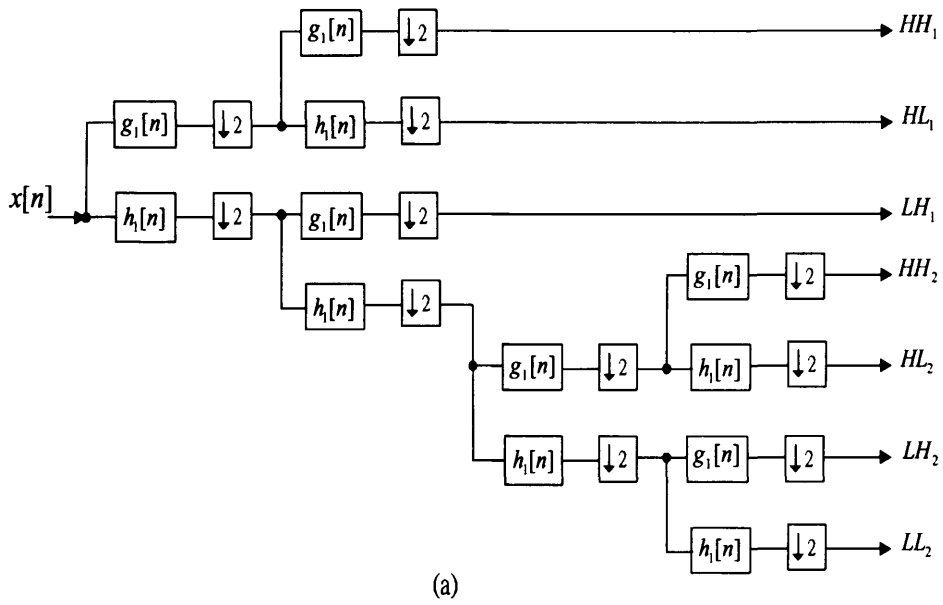 g₁[n] ↓2 HH₁
g₁[n] ↓2 h₁[n] ↓2 HL₁
x[n] h₁[n] ↓2 g₁[n] ↓2 LH₁
g₁[n] ↓2 HH₂
h₁[n] ↓2
g₁[n] ↓2 h₁[n] ↓2 HL₂
h₁[n] ↓2 g₁[n] ↓2 LH₂
h₁[n] ↓2 LL₂
(a)